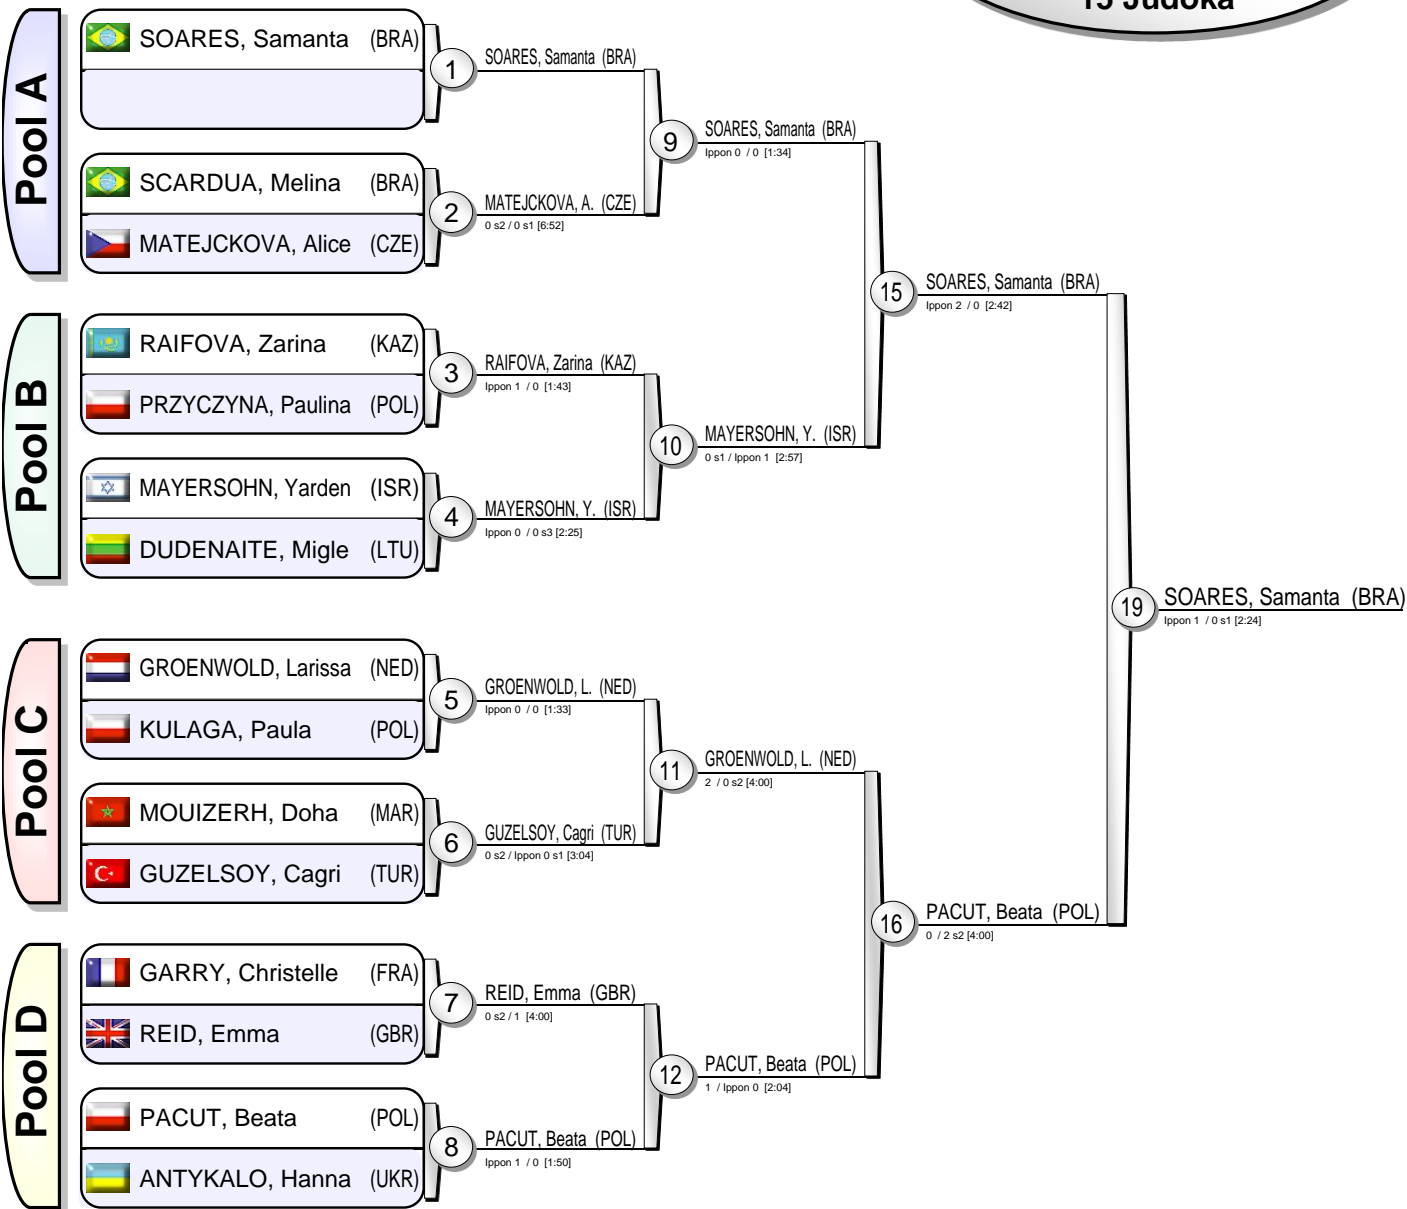 15 Judoka
Pool A
SOARES, Samanta (BRA)
SCARDUA, Melina (BRA)
MATEJCKOVA, Alice (CZE)
Pool B
RAIFOVA, Zarina (KAZ)
PRZYCZYNA, Paulina (POL)
MAYERSOHN, Yarden (ISR)
DUDENAITE, Migle (LTU)
Pool C
GROENWOLD, Larissa (NED)
KULAGA, Paula (POL)
MOUIZERH, Doha (MAR)
GUZELSOY, Cagri (TUR)
Pool D
GARRY, Christelle (FRA)
REID, Emma (GBR)
PACUT, Beata (POL)
ANTYKALO, Hanna (UKR)
1
SOARES, Samanta (BRA)
2
MATEJCKOVA, A. (CZE)
0 s2 / 0 s1 [6:52]
3
RAIFOVA, Zarina (KAZ)
Ippon 1 / 0 [1:43]
4
MAYERSOHN, Y. (ISR)
Ippon 0 / 0 s3 [2:25]
5
GROENWOLD, L. (NED)
Ippon 0 / 0 [1:33]
6
GUZELSOY, Cagri (TUR)
0 s2 / Ippon 0 s1 [3:04]
7
REID, Emma (GBR)
0 s2 / 1 [4:00]
8
PACUT, Beata (POL)
Ippon 1 / 0 [1:50]
9
SOARES, Samanta (BRA)
Ippon 0 / 0 [1:34]
10
MAYERSOHN, Y. (ISR)
0 s1 / Ippon 1 [2:57]
11
GROENWOLD, L. (NED)
2 / 0 s2 [4:00]
12
PACUT, Beata (POL)
1 / Ippon 0 [2:04]
15
SOARES, Samanta (BRA)
Ippon 2 / 0 [2:42]
16
PACUT, Beata (POL)
0 / 2 s2 [4:00]
19
SOARES, Samanta (BRA)
Ippon 1 / 0 s1 [2:24]